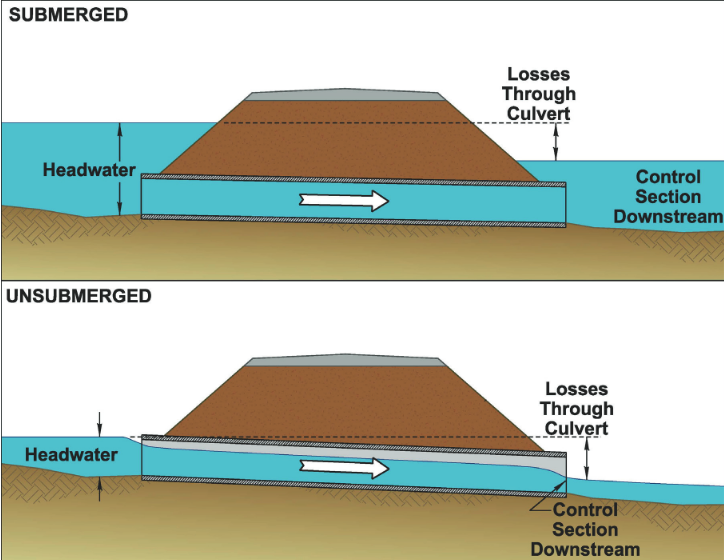 SUBMERGED
Losses
Through
Culvert
Headwater
Control
Section
Downstream
UNSUBMERGED
Losses
Through
Culvert
Headwater
Control
Section
Downstream